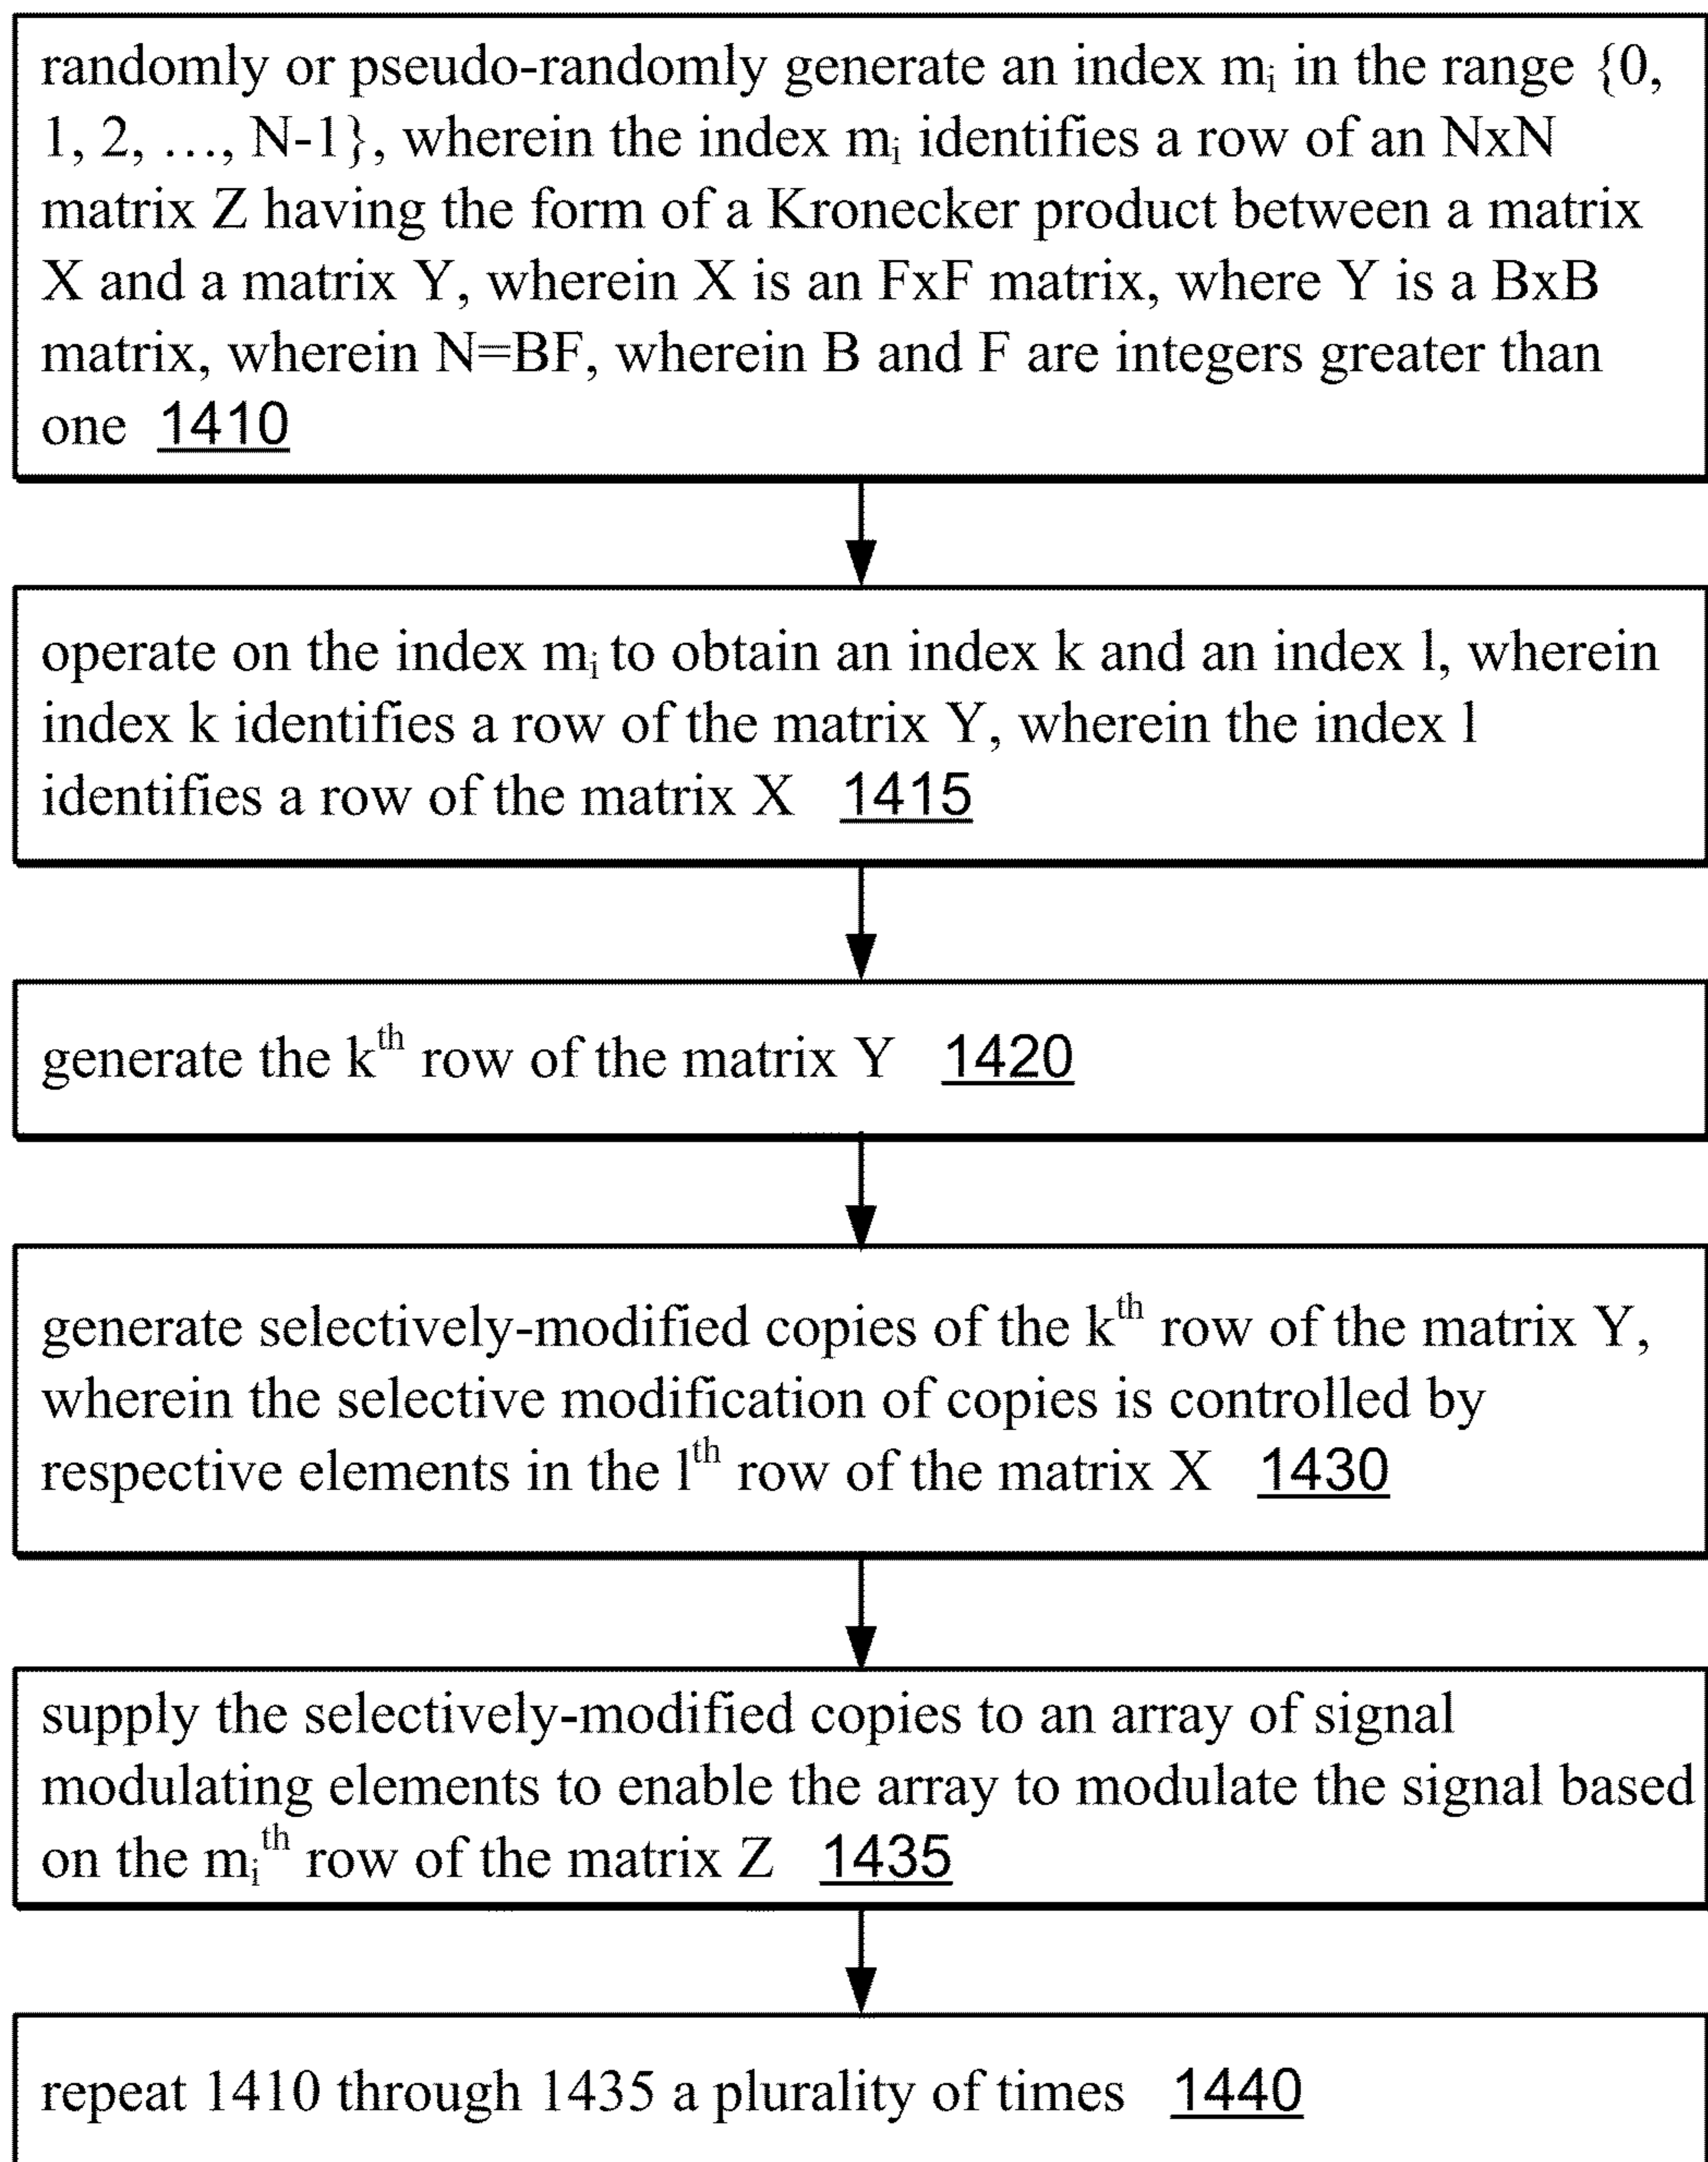 randomly or pseudo-randomly generate an index mᵢ in the range {0,
1, 2, …, N-1}, wherein the index mᵢ identifies a row of an NxN
matrix Z having the form of a Kronecker product between a matrix
X and a matrix Y, wherein X is an FxF matrix, where Y is a BxB
matrix, wherein N=BF, wherein B and F are integers greater than
one 1410
operate on the index mᵢ to obtain an index k and an index l, wherein
index k identifies a row of the matrix Y, wherein the index l
identifies a row of the matrix X 1415
generate the kᵗʰ row of the matrix Y 1420
generate selectively-modified copies of the kᵗʰ row of the matrix Y,
wherein the selective modification of copies is controlled by
respective elements in the lᵗʰ row of the matrix X 1430
supply the selectively-modified copies to an array of signal
modulating elements to enable the array to modulate the signal based
on the mᵢᵗʰ row of the matrix Z 1435
repeat 1410 through 1435 a plurality of times 1440